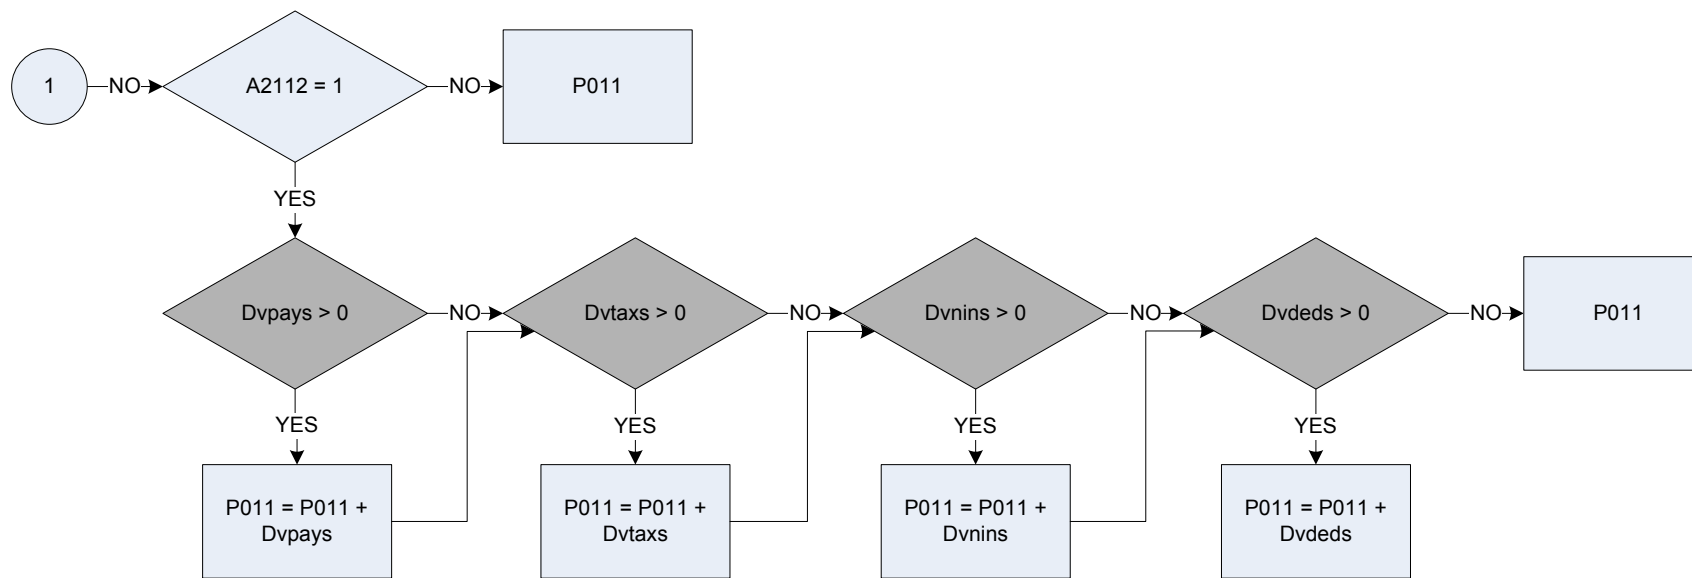 1
NO
A2112 = 1
NO
P011
YES
Dvpays > 0
NO
Dvtaxs > 0
NO
Dvnins > 0
NO
Dvdeds > 0
NO
P011
YES
YES
YES
YES
P011 = P011 +
Dvpays
P011 = P011 +
Dvtaxs
P011 = P011 +
Dvnins
P011 = P011 +
Dvdeds